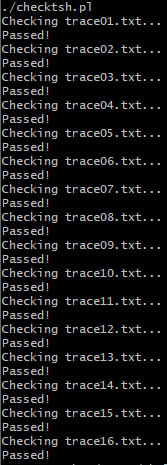 ./checktsh.pl
Checking trace01.txt...
Passed!
Checking trace02.txt...
Passed!
Checking trace03.txt...
Passed!
Checking trace04.txt...
Passed!
Checking trace05.txt...
Passed!
Checking trace06.txt...
Passed!
Checking trace07.txt...
Passed!
Checking trace08.txt...
Passed!
Checking trace09.txt...
Passed!
Checking trace10.txt...
Passed!
Checking trace11.txt...
Passed!
Checking trace12.txt...
Passed!
Checking trace13.txt...
Passed!
Checking trace14.txt...
Passed!
Checking trace15.txt...
Passed!
Checking trace16.txt...
Passed!